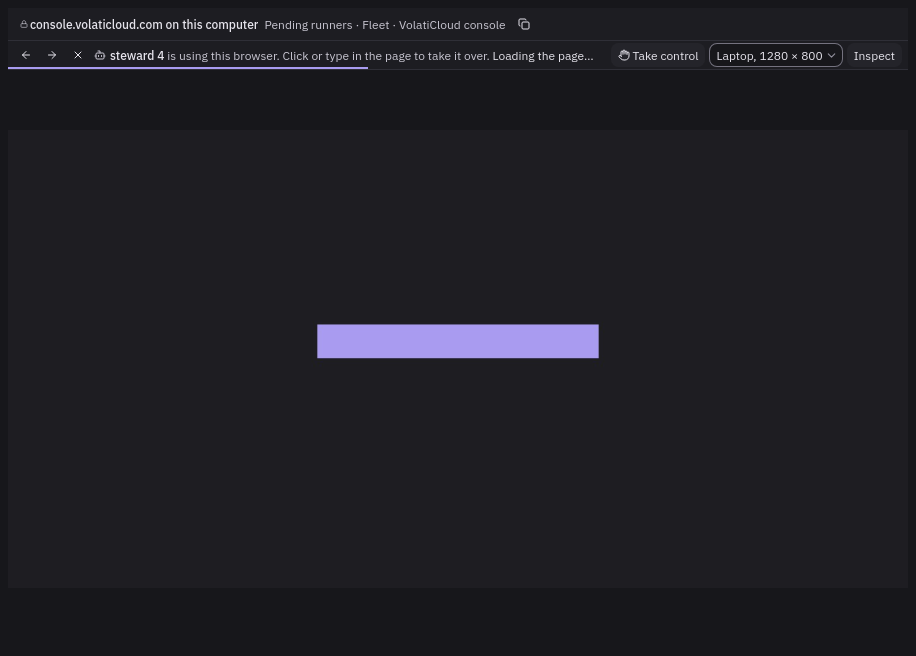 console.volaticloud.com on this computer Pending runners · Fleet · VolatiCloud console
steward 4 is using this browser. Click or type in the page to take it over. Loading the page... Take control Laptop, 1280 × 800 Inspect